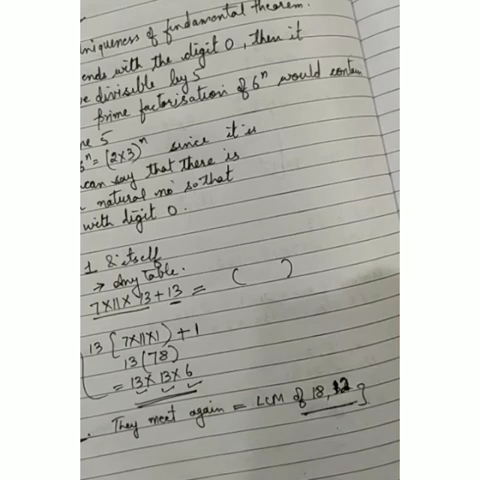 uniqueness of fundamental theorem.
ends with the digit 0, then it
divisible by 5
prime factorisation of 6ⁿ would contain
5
6ⁿ = (2×3)ⁿ since it is
can say that there is
natural no so that
with digit 0.
1 & itself
→ Any table.
7×11×13+13 = ( )
13 [7×11×1) + 1
13 (78)
= 13 × 13 × 6
They meet again = LCM of 18, 12]